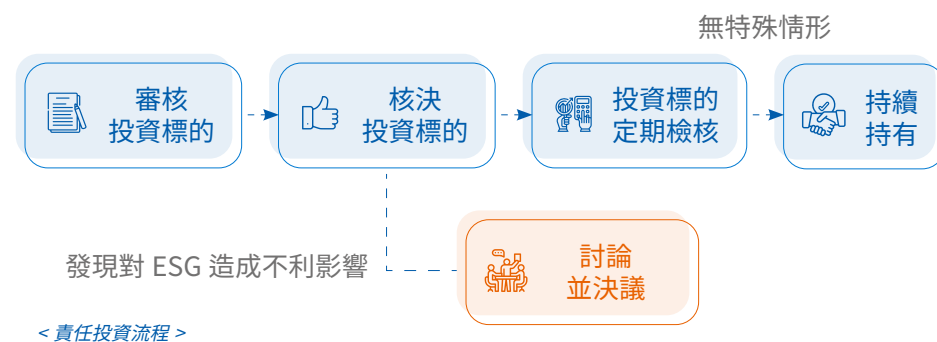 無特殊情形
審核
投資標的
核決
投資標的
投資標的
定期檢核
持續
持有
發現對 ESG 造成不利影響
討論
並決議
< 責任投資流程 >